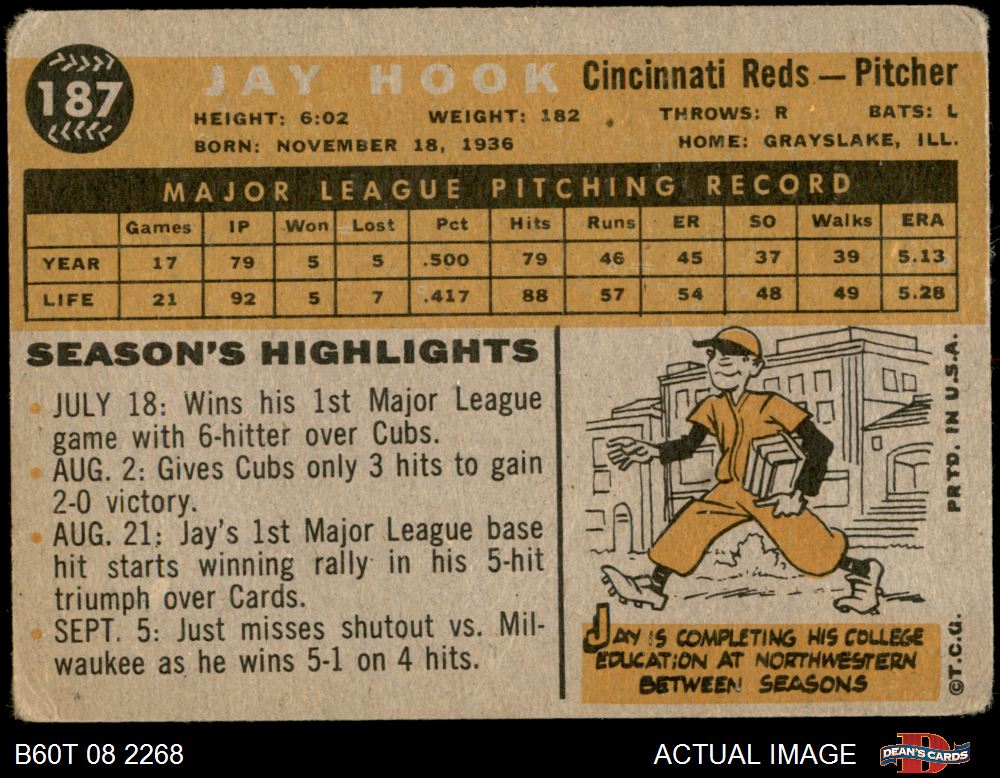 187
JAY HOOK Cincinnati Reds — Pitcher
HEIGHT: 6:02 WEIGHT: 182 THROWS: R BATS: L
BORN: NOVEMBER 18, 1936 HOME: GRAYSLAKE, ILL.
MAJOR LEAGUE PITCHING RECORD
Games IP Won Lost Pct Hits Runs ER SO Walks ERA
YEAR 17 79 5 5 .500 79 46 45 37 39 5.13
LIFE 21 92 5 7 .417 88 57 54 48 49 5.28
SEASON'S HIGHLIGHTS
• JULY 18: Wins his 1st Major League
game with 6-hitter over Cubs.
• AUG. 2: Gives Cubs only 3 hits to gain
2-0 victory.
• AUG. 21: Jay's 1st Major League base
hit starts winning rally in his 5-hit
triumph over Cards.
• SEPT. 5: Just misses shutout vs. Mil-
waukee as he wins 5-1 on 4 hits.
JAY IS COMPLETING HIS COLLEGE
EDUCATION AT NORTHWESTERN
BETWEEN SEASONS
PRTD. IN U.S.A.
©T.C.G.
B60T 08 2268
ACTUAL IMAGE
DEAN'S CARDS